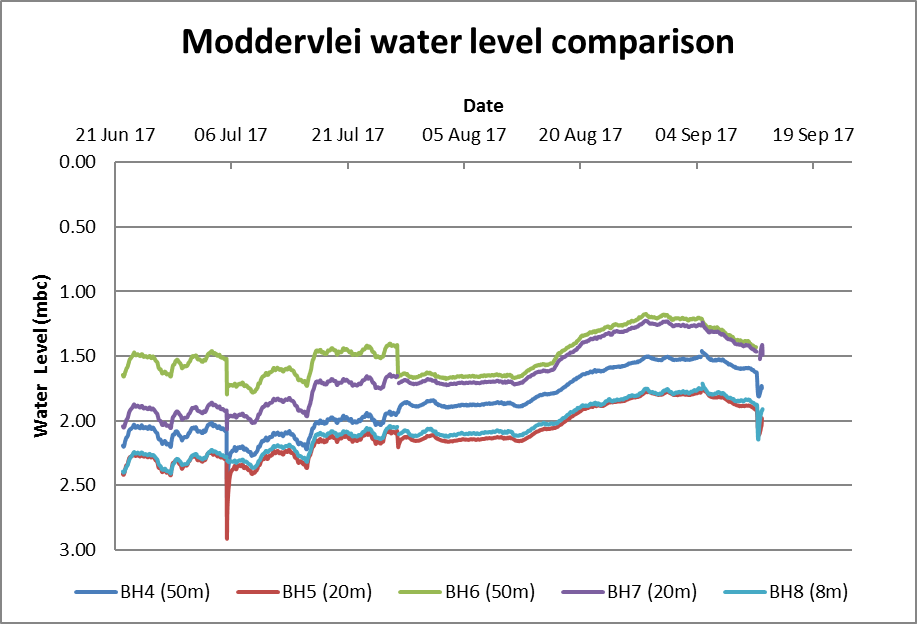 Moddervlei water level comparison
Date
21 Jun 17 06 Jul 17 21 Jul 17 05 Aug 17 20 Aug 17 04 Sep 17 19 Sep 17
0.00
0.50
1.00
1.50
2.00
2.50
3.00
Water Level (mbc)
BH4 (50m) BH5 (20m) BH6 (50m) BH7 (20m) BH8 (8m)